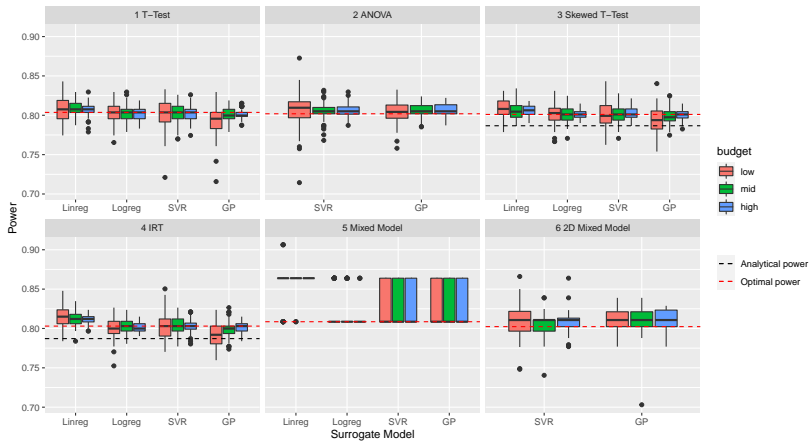 1 T-Test
2 ANOVA
3 Skewed T-Test
0.90
0.85
0.80
0.75
0.70
Linreg Logreg SVR GP
SVR GP
Linreg Logreg SVR GP
4 IRT
5 Mixed Model
6 2D Mixed Model
0.90
0.85
0.80
0.75
0.70
Linreg Logreg SVR GP
Linreg Logreg SVR GP
SVR GP
Power
Surrogate Model
budget
low
mid
high
Analytical power
Optimal power